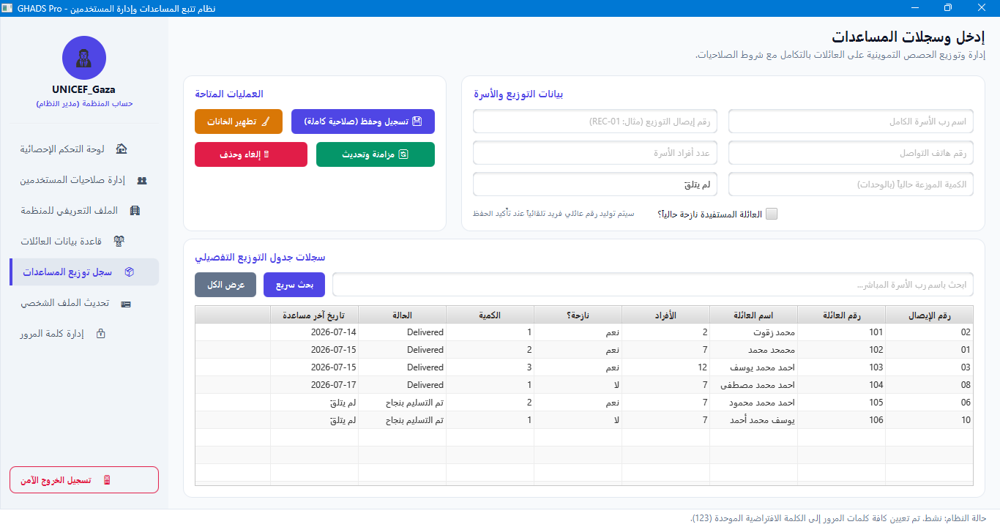 نظام تتبع المساعدات وإدارة المستخدمين - GHADS Pro
إدخل وسجلات المساعدات
إدارة وتوزيع الحصص التموينية على العائلات بالتكامل مع شروط الصلاحيات.
UNICEF_Gaza
حساب المنظمة (مدير النظام)
لوحة التحكم الإحصائية
إدارة صلاحيات المستخدمين
الملف التعريفي للمنظمة
قاعدة بيانات العائلات
سجل توزيع المساعدات
تحديث الملف الشخصي
إدارة كلمة المرور
تسجيل الخروج الآمن
بيانات التوزيع والأسرة
اسم رب الأسرة الكامل
رقم إيصال التوزيع (مثال: REC-01)
رقم هاتف التواصل
عدد أفراد الأسرة
الكمية الموزعة حالياً (بالوحدات)
لم يتلقَ
العائلة المستفيدة نازحة حالياً؟
سيتم توليد رقم عائلي فريد تلقائياً عند تأكيد الحفظ
العمليات المتاحة
تسجيل وحفظ (صلاحية كاملة)
تطهير الخانات
مزامنة وتحديث
إلغاء وحذف
سجلات جدول التوزيع التفصيلي
ابحث باسم رب الأسرة المباشر...
بحث سريع
عرض الكل
رقم الإيصال رقم العائلة اسم العائلة الأفراد نازحة؟ الكمية الحالة تاريخ آخر مساعدة
02 101 محمد زقوت 2 نعم 1 Delivered 2026-07-14
01 102 محمحد محمد 7 نعم 2 Delivered 2026-07-15
03 103 احمد محمد يوسف 12 نعم 3 Delivered 2026-07-15
08 104 احمد محمد مصطفى 7 لا 1 Delivered 2026-07-17
06 105 احمد محمد محمود 7 نعم 2 تم التسليم بنجاح لم يتلقَ
10 106 يوسف محمد أحمد 7 لا 1 تم التسليم بنجاح لم يتلقَ
حالة النظام: نشط. تم تعيين كافة كلمات المرور إلى الكلمة الافتراضية الموحدة (123).